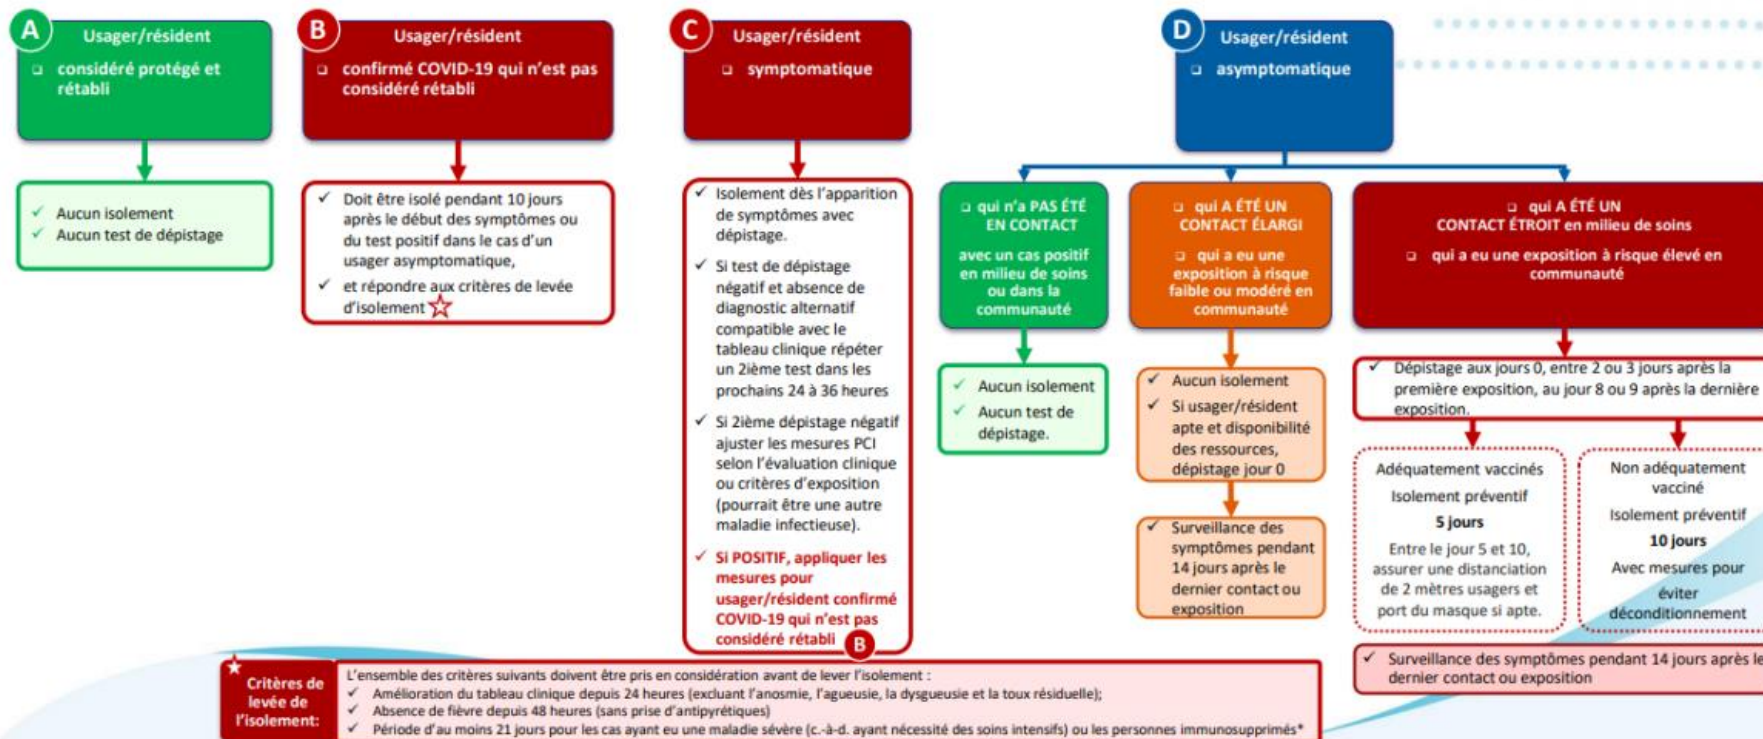 A
Usager/résident
❑ considéré protégé et
rétabli
✓ Aucun isolement
✓ Aucun test de dépistage
B
Usager/résident
❑ confirmé COVID-19 qui n'est pas
considéré rétabli
✓ Doit être isolé pendant 10 jours
après le début des symptômes ou
du test positif dans le cas d'un
usager asymptomatique,
✓ et répondre aux critères de levée
d'isolement ☆
C
Usager/résident
❑ symptomatique
✓ Isolement dès l'apparition
de symptômes avec
dépistage.
✓ Si test de dépistage
négatif et absence de
diagnostic alternatif
compatible avec le
tableau clinique répéter
un 2ième test dans les
prochains 24 à 36 heures
✓ Si 2ième dépistage négatif
ajuster les mesures PCI
selon l'évaluation clinique
ou critères d'exposition
(pourrait être une autre
maladie infectieuse).
✓ Si POSITIF, appliquer les
mesures pour
usager/résident confirmé
COVID-19 qui n'est pas
considéré rétabli B
D
Usager/résident
❑ asymptomatique
❑ qui n'a PAS ÉTÉ
EN CONTACT
avec un cas positif
en milieu de soins
ou dans la
communauté
✓ Aucun isolement
✓ Aucun test de
dépistage.
❑ qui A ÉTÉ UN
CONTACT ÉLARGI
❑ qui a eu une
exposition à risque
faible ou modéré en
communauté
✓ Aucun isolement
✓ Si usager/résident
apte et disponibilité
des ressources,
dépistage jour 0
✓ Surveillance des
symptômes pendant
14 jours après le
dernier contact ou
exposition
❑ qui A ÉTÉ UN
CONTACT ÉTROIT en milieu de soins
❑ qui a eu une exposition à risque élevé en
communauté
✓ Dépistage aux jours 0, entre 2 ou 3 jours après la
première exposition, au jour 8 ou 9 après la dernière
exposition.
Adéquatement vaccinés
Isolement préventif
5 jours
Entre le jour 5 et 10,
assurer une distanciation
de 2 mètres usagers et
port du masque si apte.
Non adéquatement
vacciné
Isolement préventif
10 jours
Avec mesures pour
éviter
déconditionnement
✓ Surveillance des symptômes pendant 14 jours après le
dernier contact ou exposition
★ Critères de
levée de
l'isolement:
L'ensemble des critères suivants doivent être pris en considération avant de lever l'isolement :
✓ Amélioration du tableau clinique depuis 24 heures (excluant l'anosmie, l'agueusie, la dysgueusie et la toux résiduelle);
✓ Absence de fièvre depuis 48 heures (sans prise d'antipyrétiques)
✓ Période d'au moins 21 jours pour les cas ayant eu une maladie sévère (c.-à-d. ayant nécessité des soins intensifs) ou les personnes immunosupprimés*